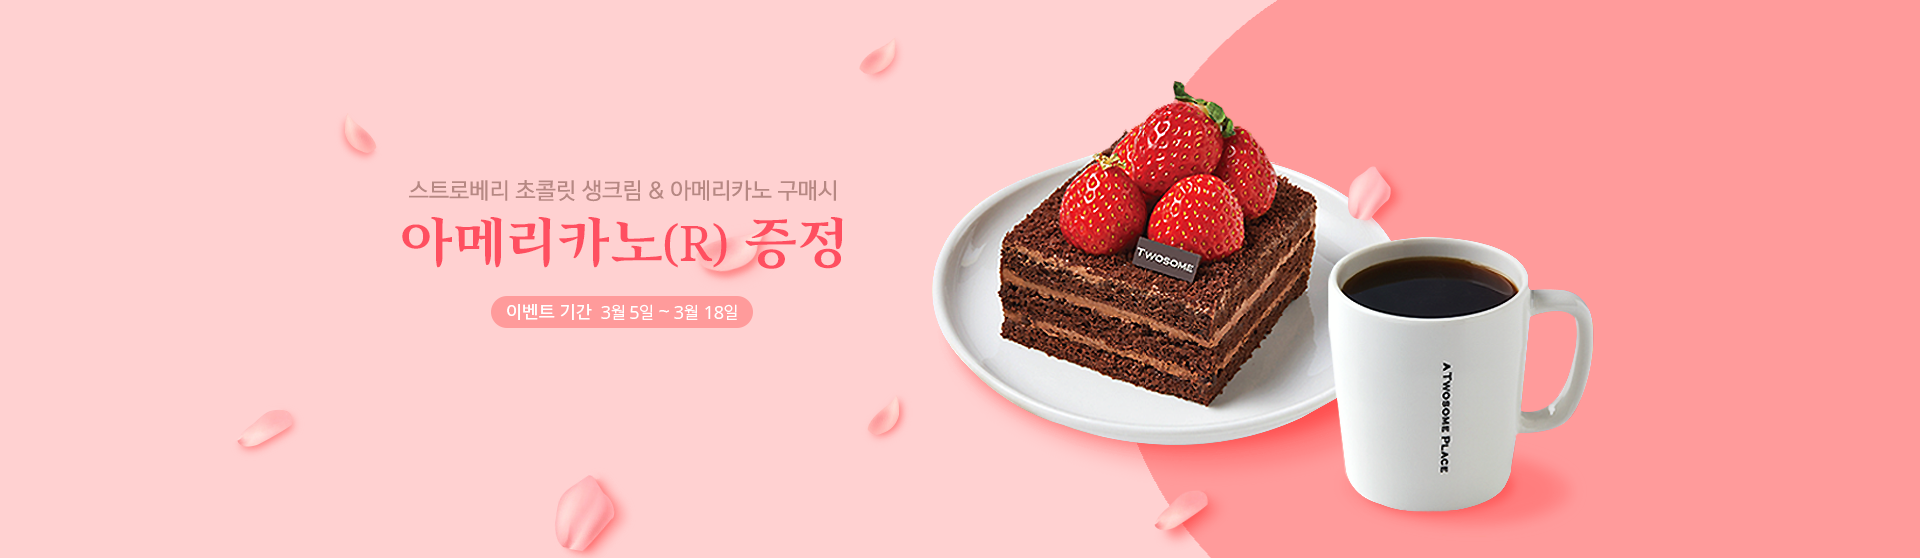 스트로베리 초콜릿 생크림 & 아메리카노 구매시
아메리카노(R) 증정
이벤트 기간 3월 5일 ~ 3월 18일
TWOSOME
A TWOSOME PLACE